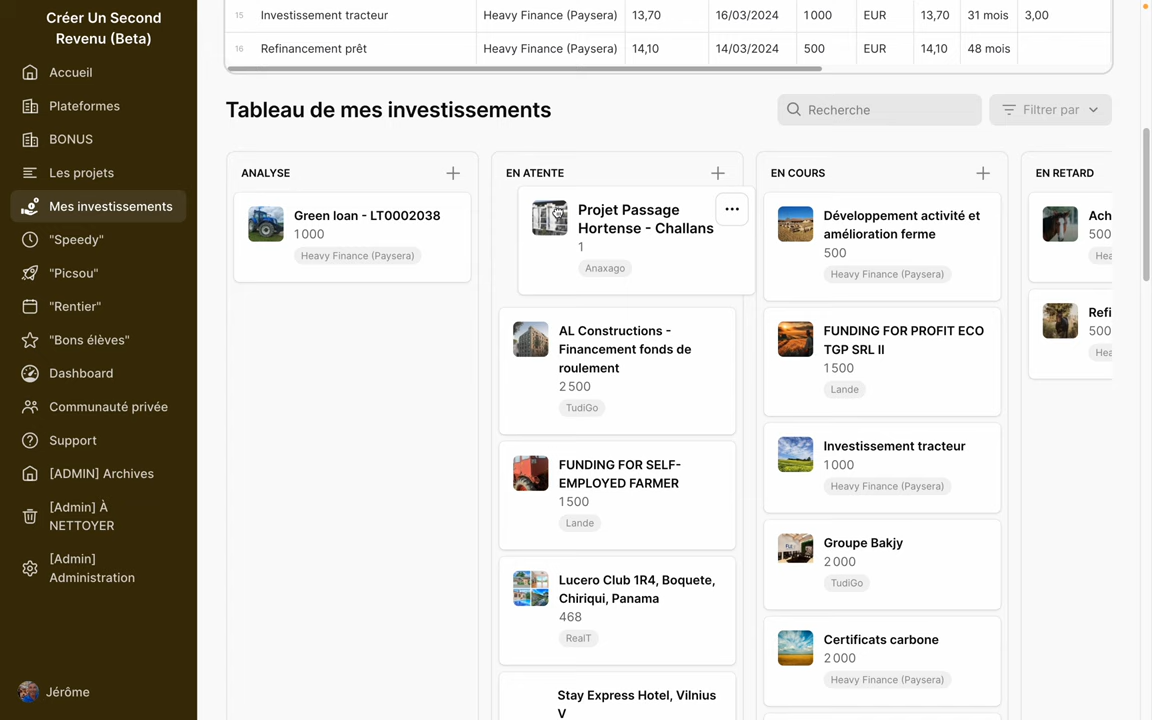 Créer Un Second
Revenu (Beta)
Accueil
Plateformes
BONUS
Les projets
Mes investissements
"Speedy"
"Picsou"
"Rentier"
"Bons élèves"
Dashboard
Communauté privée
Support
[ADMIN] Archives
[Admin] À
NETTOYER
[Admin]
Administration
Jérôme
15 Investissement tracteur Heavy Finance (Paysera) 13,70 16/03/2024 1 000 EUR 13,70 31 mois 3,00
16 Refinancement prêt Heavy Finance (Paysera) 14,10 14/03/2024 500 EUR 14,10 48 mois
Tableau de mes investissements
Recherche
Filtrer par
ANALYSE
Green loan - LT0002038
1 000
Heavy Finance (Paysera)
EN ATENTE
Projet Passage
Hortense - Challans
1
Anaxago
AL Constructions -
Financement fonds de
roulement
2 500
TudiGo
FUNDING FOR SELF-
EMPLOYED FARMER
1 500
Lande
Lucero Club 1R4, Boquete,
Chiriqui, Panama
468
RealT
Stay Express Hotel, Vilnius
V
EN COURS
Développement activité et
amélioration ferme
500
Heavy Finance (Paysera)
FUNDING FOR PROFIT ECO
TGP SRL II
1 500
Lande
Investissement tracteur
1 000
Heavy Finance (Paysera)
Groupe Bakjy
2 000
TudiGo
Certificats carbone
2 000
Heavy Finance (Paysera)
EN RETARD
Ach
500
Hea
Refi
500
Hea